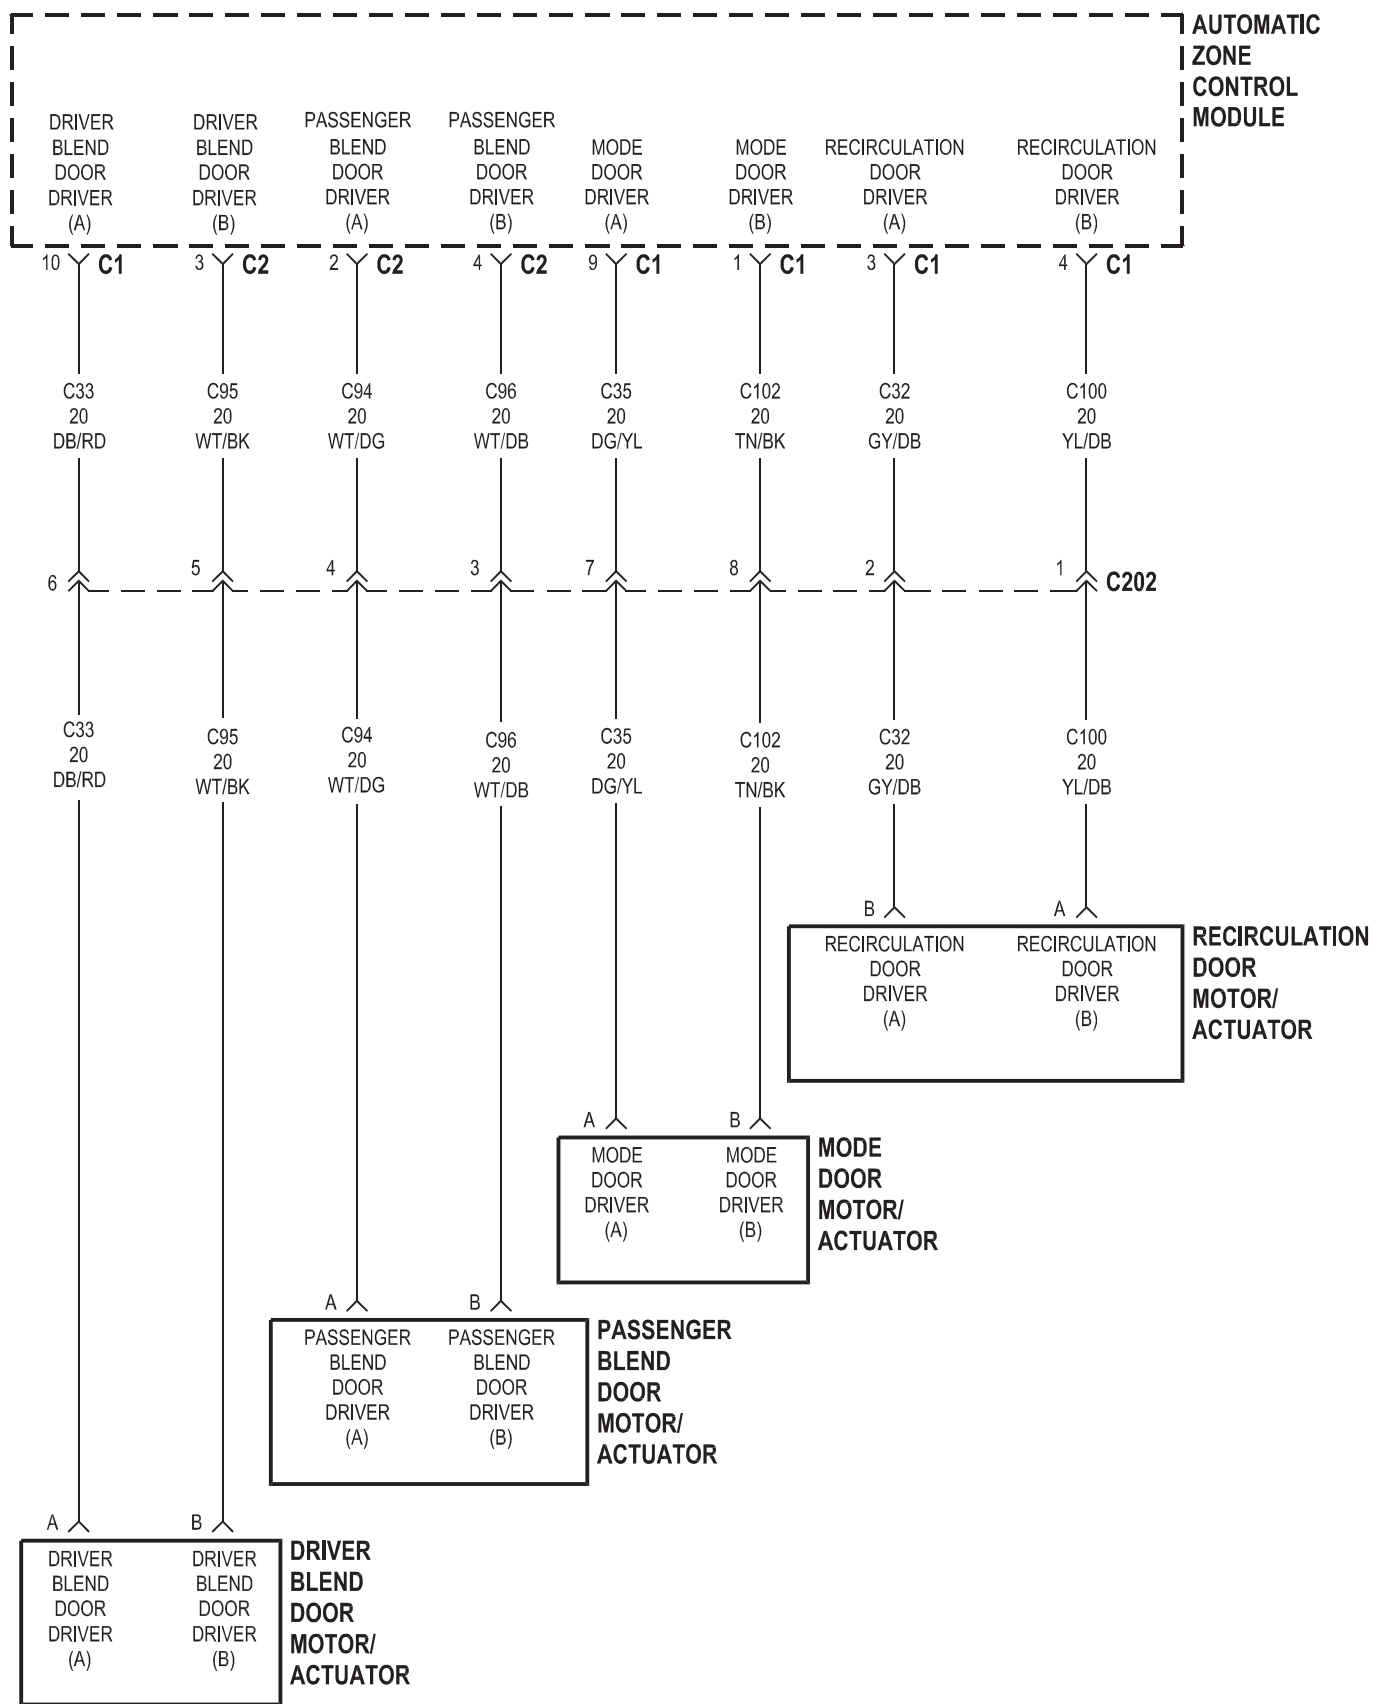 AUTOMATIC
ZONE
CONTROL
MODULE
DRIVER
BLEND
DOOR
DRIVER
(A)
DRIVER
BLEND
DOOR
DRIVER
(B)
PASSENGER
BLEND
DOOR
DRIVER
(A)
PASSENGER
BLEND
DOOR
DRIVER
(B)
MODE
DOOR
DRIVER
(A)
MODE
DOOR
DRIVER
(B)
RECIRCULATION
DOOR
DRIVER
(A)
RECIRCULATION
DOOR
DRIVER
(B)
10 C1
3 C2
2 C2
4 C2
9 C1
1 C1
3 C1
4 C1
C33
20
DB/RD
C95
20
WT/BK
C94
20
WT/DG
C96
20
WT/DB
C35
20
DG/YL
C102
20
TN/BK
C32
20
GY/DB
C100
20
YL/DB
6
5
4
3
7
8
2
1
C202
C33
20
DB/RD
C95
20
WT/BK
C94
20
WT/DG
C96
20
WT/DB
C35
20
DG/YL
C102
20
TN/BK
C32
20
GY/DB
C100
20
YL/DB
B
A
RECIRCULATION
DOOR
DRIVER
(A)
RECIRCULATION
DOOR
DRIVER
(B)
RECIRCULATION
DOOR
MOTOR/
ACTUATOR
A
B
MODE
DOOR
DRIVER
(A)
MODE
DOOR
DRIVER
(B)
MODE
DOOR
MOTOR/
ACTUATOR
A
B
PASSENGER
BLEND
DOOR
DRIVER
(A)
PASSENGER
BLEND
DOOR
DRIVER
(B)
PASSENGER
BLEND
DOOR
MOTOR/
ACTUATOR
A
B
DRIVER
BLEND
DOOR
DRIVER
(A)
DRIVER
BLEND
DOOR
DRIVER
(B)
DRIVER
BLEND
DOOR
MOTOR/
ACTUATOR